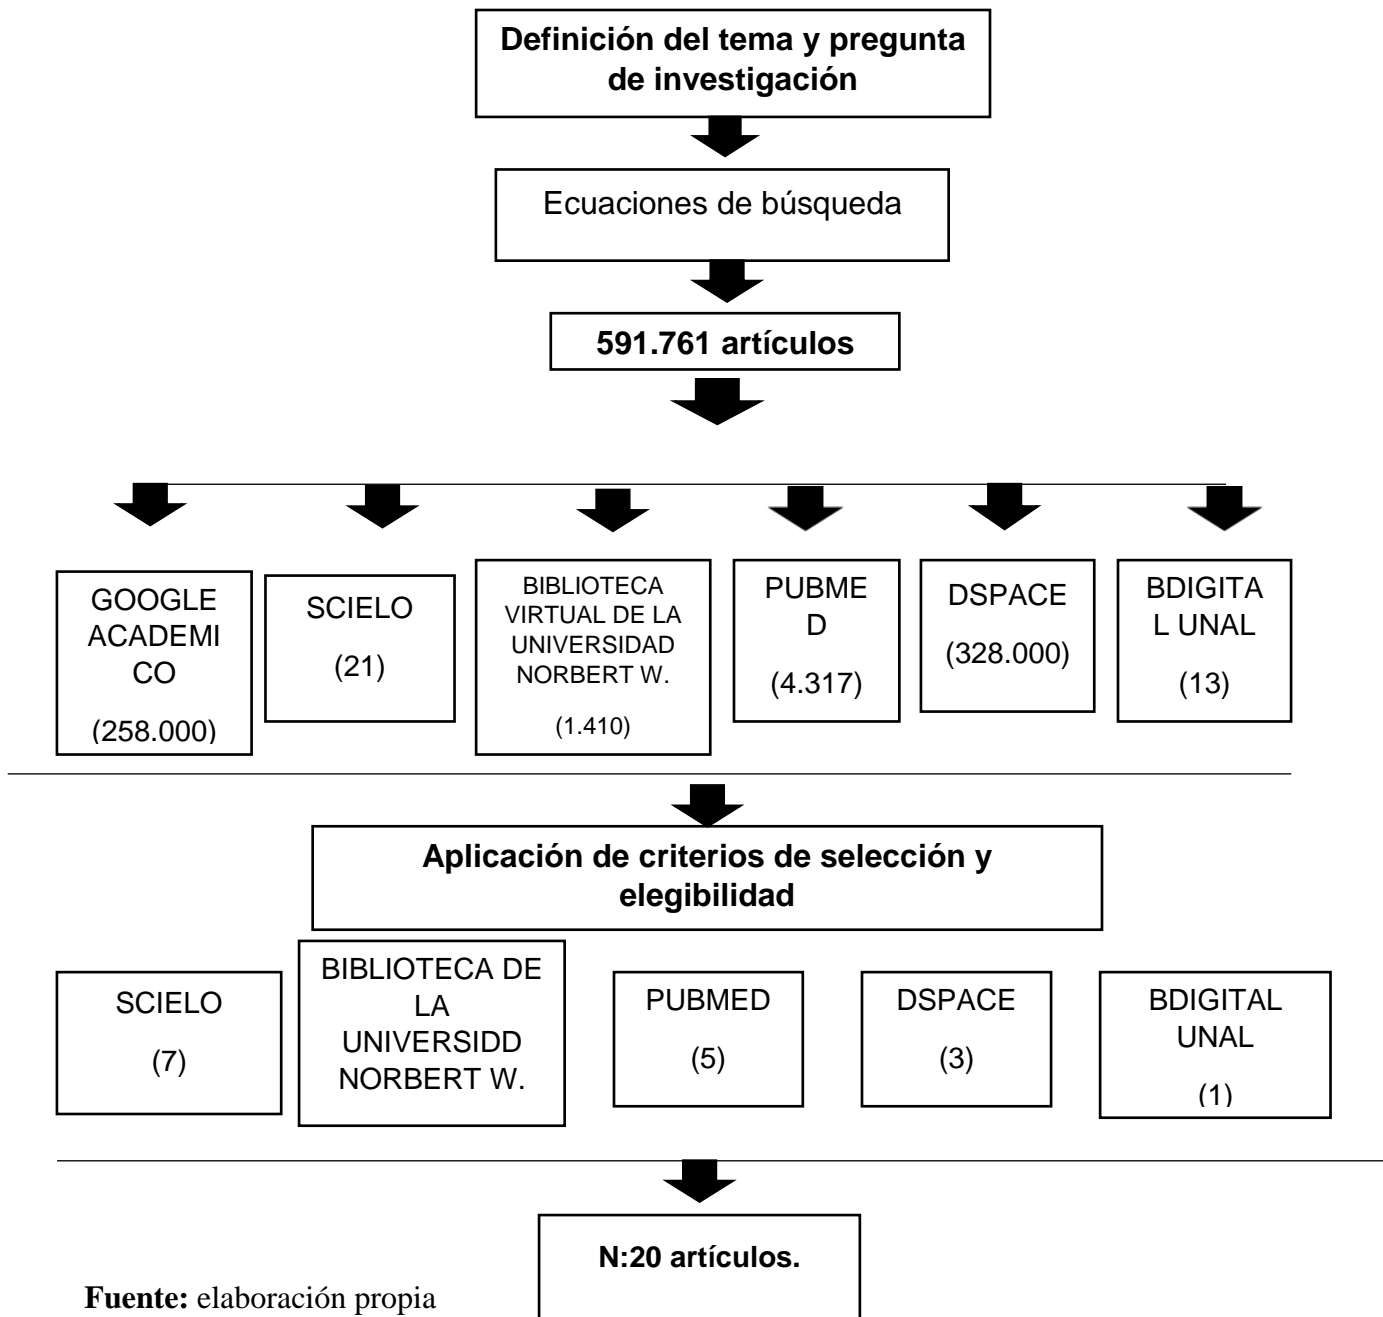 Definición del tema y pregunta
de investigación
Ecuaciones de búsqueda
591.761 artículos
GOOGLE
ACADEMI
CO
(258.000)
SCIELO
(21)
BIBLIOTECA
VIRTUAL DE LA
UNIVERSIDAD
NORBERT W.
(1.410)
PUBME
D
(4.317)
DSPACE
(328.000)
BDIGITA
L UNAL
(13)
Aplicación de criterios de selección y
elegibilidad
SCIELO
(7)
BIBLIOTECA DE
LA
UNIVERSIDD
NORBERT W.
PUBMED
(5)
DSPACE
(3)
BDIGITAL
UNAL
(1)
N:20 artículos.
Fuente: elaboración propia